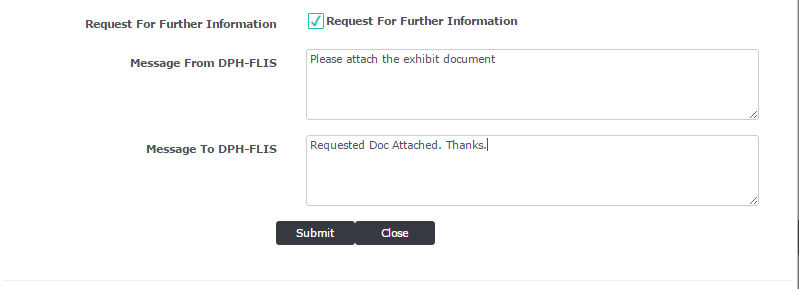 Request For Further Information Request For Further Information
Message From DPH-FLIS Please attach the exhibit document
Message To DPH-FLIS Requested Doc Attached. Thanks.
Submit Close